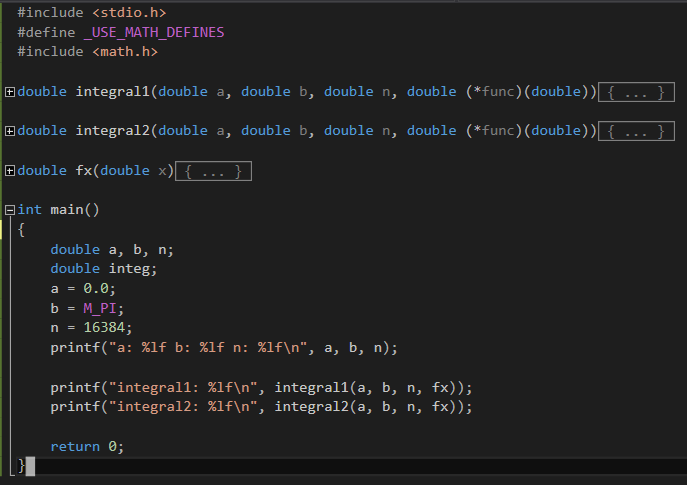 #include <stdio.h>
#define _USE_MATH_DEFINES
#include <math.h>
double integral1(double a, double b, double n, double (*func)(double)){ ... }
double integral2(double a, double b, double n, double (*func)(double)){ ... }
double fx(double x){ ... }
int main()
{
    double a, b, n;
    double integ;
    a = 0.0;
    b = M_PI;
    n = 16384;
    printf("a: %lf b: %lf n: %lf\n", a, b, n);
    printf("integral1: %lf\n", integral1(a, b, n, fx));
    printf("integral2: %lf\n", integral2(a, b, n, fx));
    return 0;
}